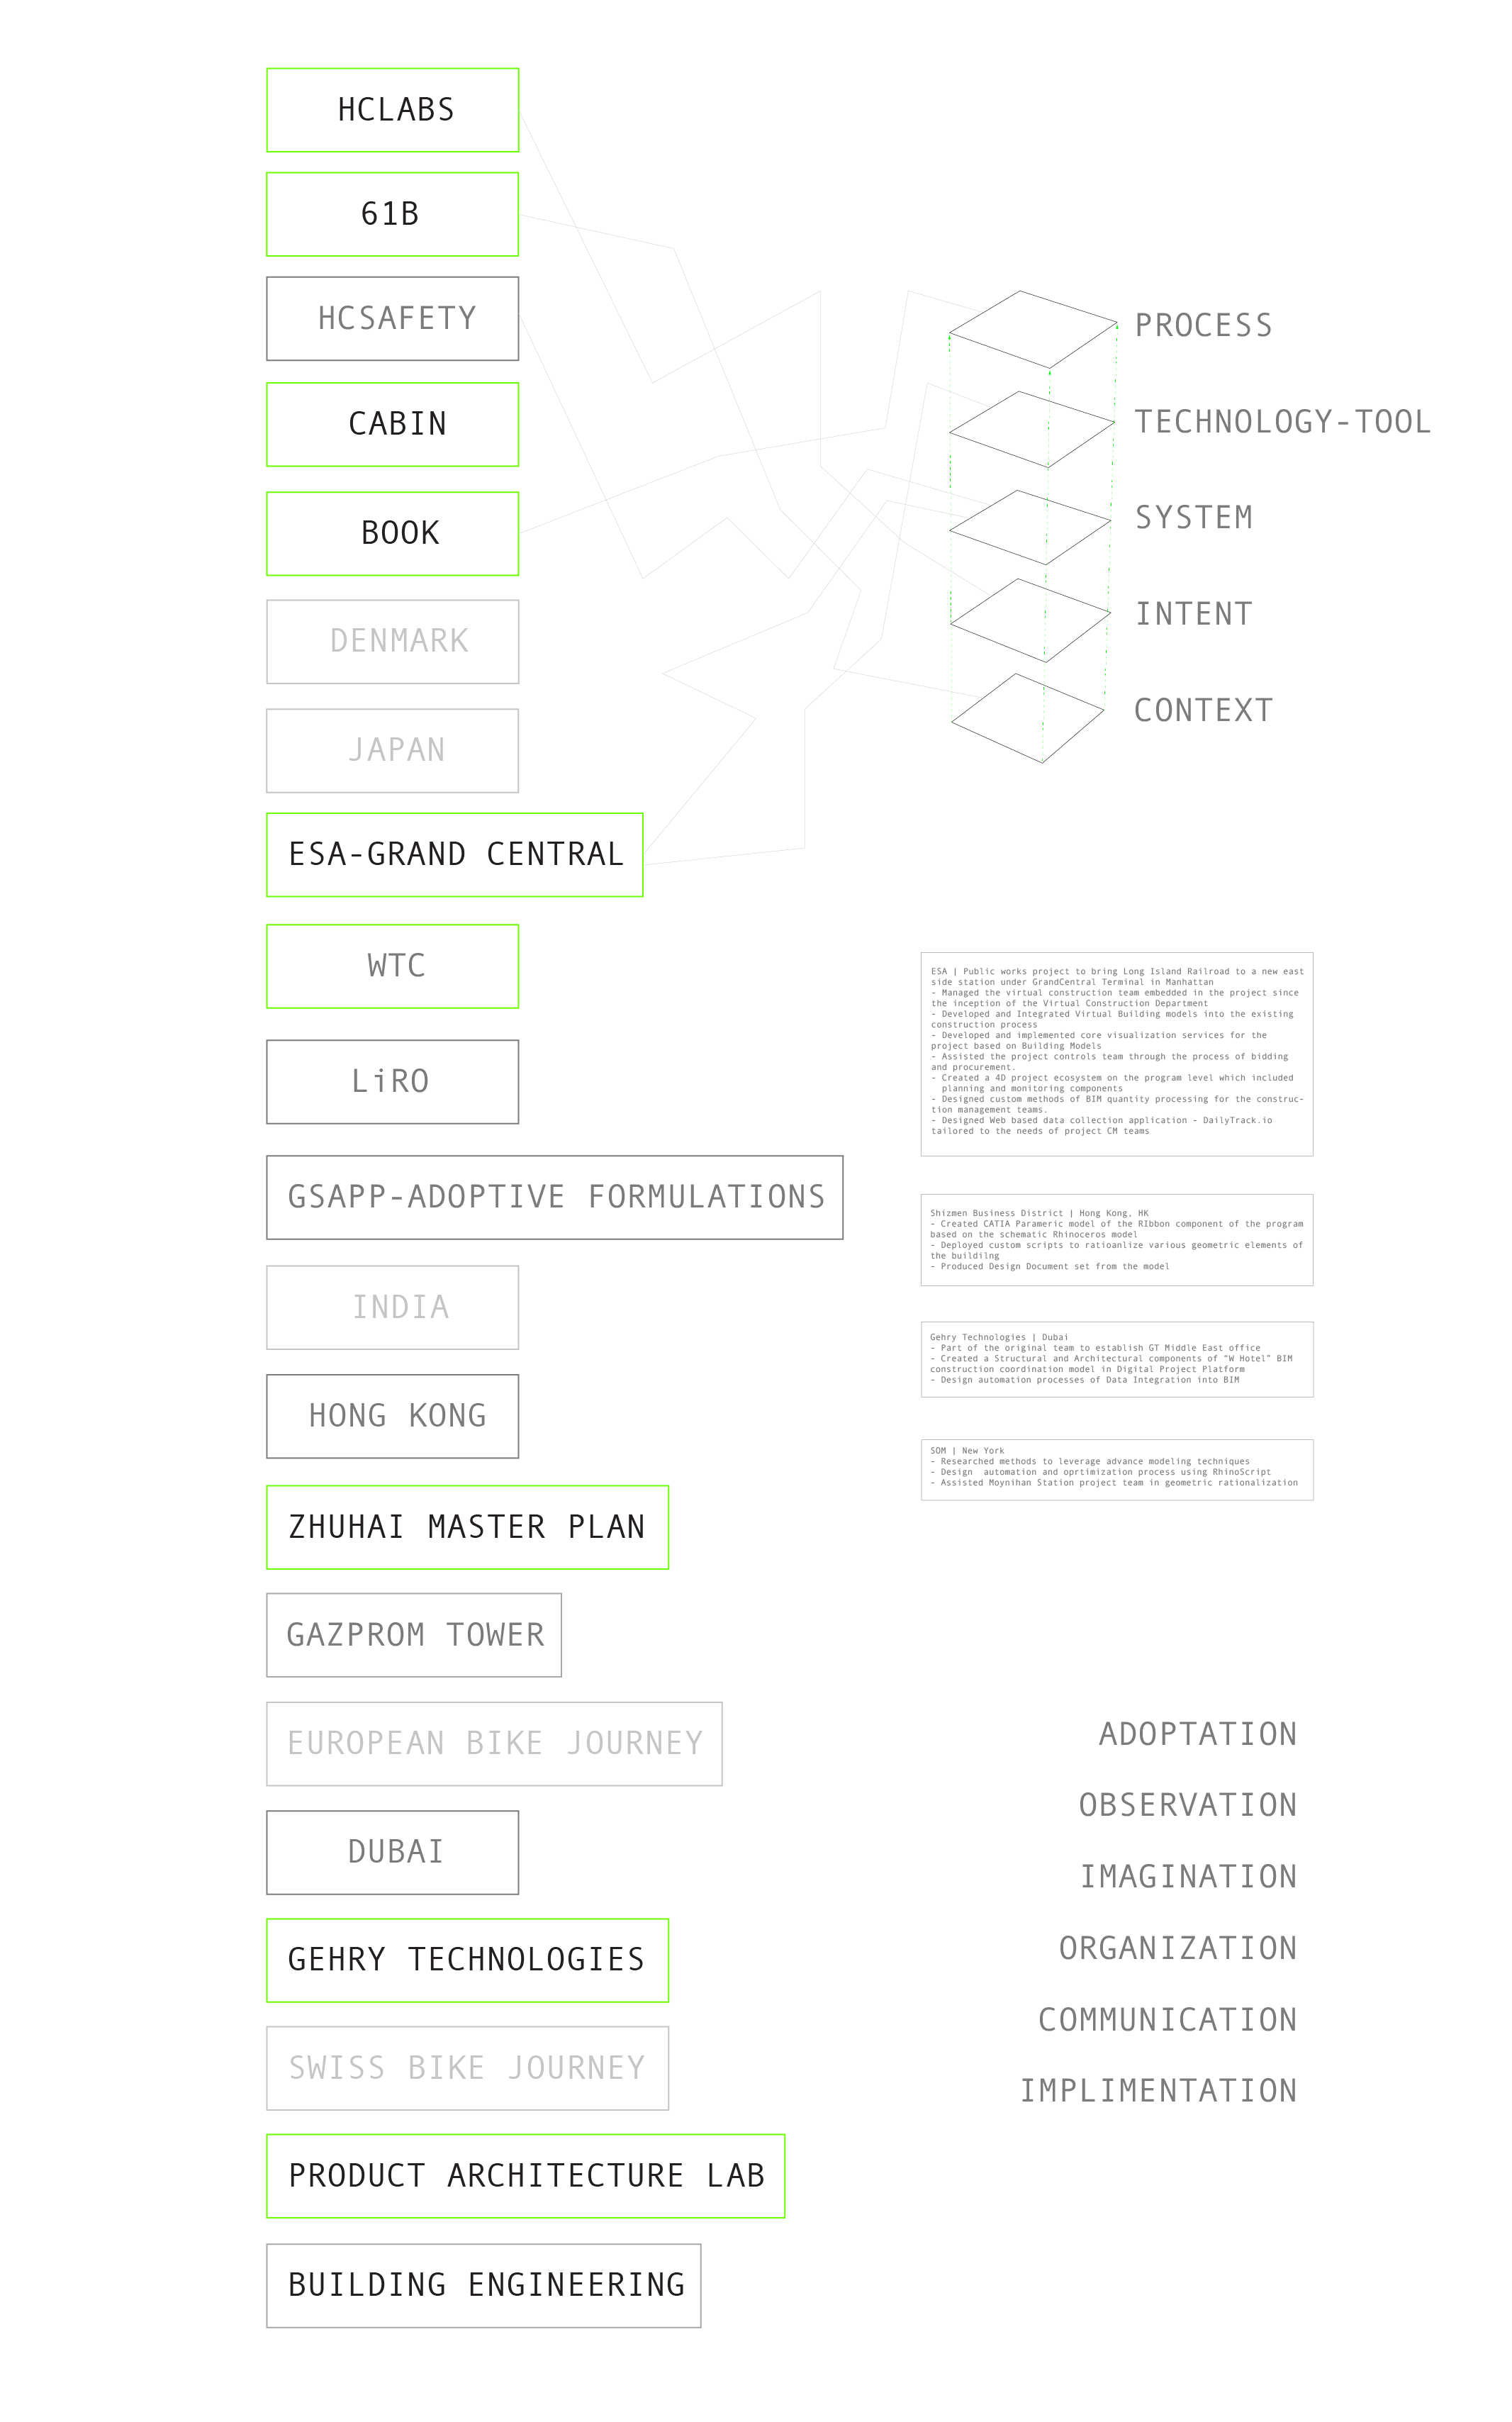 HCLABS
61B
HCSAFETY
CABIN
BOOK
DENMARK
JAPAN
ESA-GRAND CENTRAL
WTC
LiRO
GSAPP-ADOPTIVE FORMULATIONS
INDIA
HONG KONG
ZHUHAI MASTER PLAN
GAZPROM TOWER
EUROPEAN BIKE JOURNEY
DUBAI
GEHRY TECHNOLOGIES
SWISS BIKE JOURNEY
PRODUCT ARCHITECTURE LAB
BUILDING ENGINEERING
PROCESS
TECHNOLOGY-TOOL
SYSTEM
INTENT
CONTEXT
ESA | Public works project to bring Long Island Railroad to a new east
side station under GrandCentral Terminal in Manhattan
- Managed the virtual construction team embedded in the project since
the inception of the Virtual Construction Department
- Developed and Integrated Virtual Building models into the existing
construction process
- Developed and implemented core visualization services for the
project based on Building Models
- Assisted the project controls team through the process of bidding
and procurement.
- Created a 4D project ecosystem on the program level which included
planning and monitoring components
- Designed custom methods of BIM quantity processing for the construc-
tion management teams.
- Designed Web based data collection application - DailyTrack.io
tailored to the needs of project CM teams
Shizmen Business District | Hong Kong, HK
- Created CATIA Parameric model of the RIbbon component of the program
based on the schematic Rhinoceros model
- Deployed custom scripts to ratioanlize various geometric elements of
the buildilng
- Produced Design Document set from the model
Gehry Technologies | Dubai
- Part of the original team to establish GT Middle East office
- Created a Structural and Architectural components of “W Hotel” BIM
construction coordination model in Digital Project Platform
- Design automation processes of Data Integration into BIM
SOM | New York
- Researched methods to leverage advance modeling techniques
- Design  automation and oprtimization process using RhinoScript
- Assisted Moynihan Station project team in geometric rationalization
ADOPTATION
OBSERVATION
IMAGINATION
ORGANIZATION
COMMUNICATION
IMPLIMENTATION